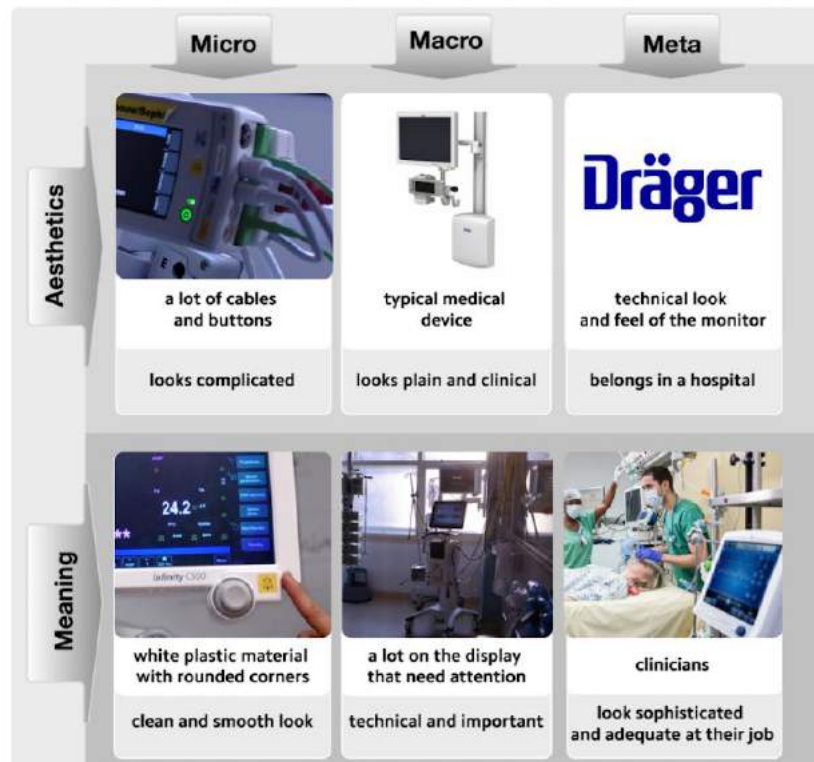 Micro
Macro
Meta
Aesthetics
Dräger
E
a lot of cables
and buttons
typical medical
device
technical look
and feel of the monitor
looks complicated
looks plain and clinical
belongs in a hospital
Meaning
24.2
**
Infinity C500
white plastic material
with rounded corners
a lot on the display
that need attention
clinicians
clean and smooth look
technical and important
look sophisticated
and adequate at their job